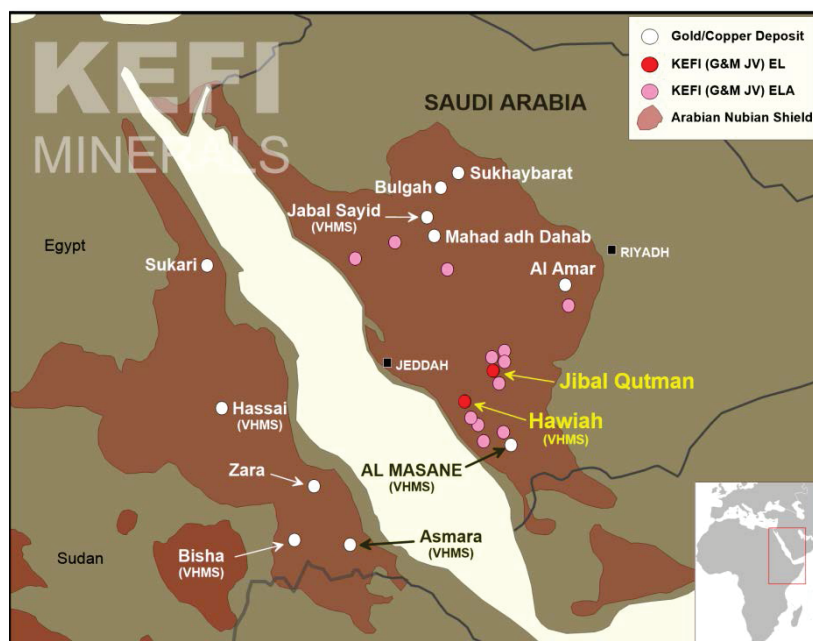 KEFI
MINERALS
Gold/Copper Deposit
KEFI (G&M JV) EL
KEFI (G&M JV) ELA
Arabian Nubian Shield
SAUDI ARABIA
Sukhaybarat
Bulgah
Jabal Sayid
(VHMS)
Mahad adh Dahab
Egypt
RIYADH
Sukari
Al Amar
JEDDAH
Jibal Qutman
Hassai
(VHMS)
Hawiah
(VHMS)
Zara
AL MASANE
(VHMS)
Asmara
(VHMS)
Bisha
(VHMS)
Sudan